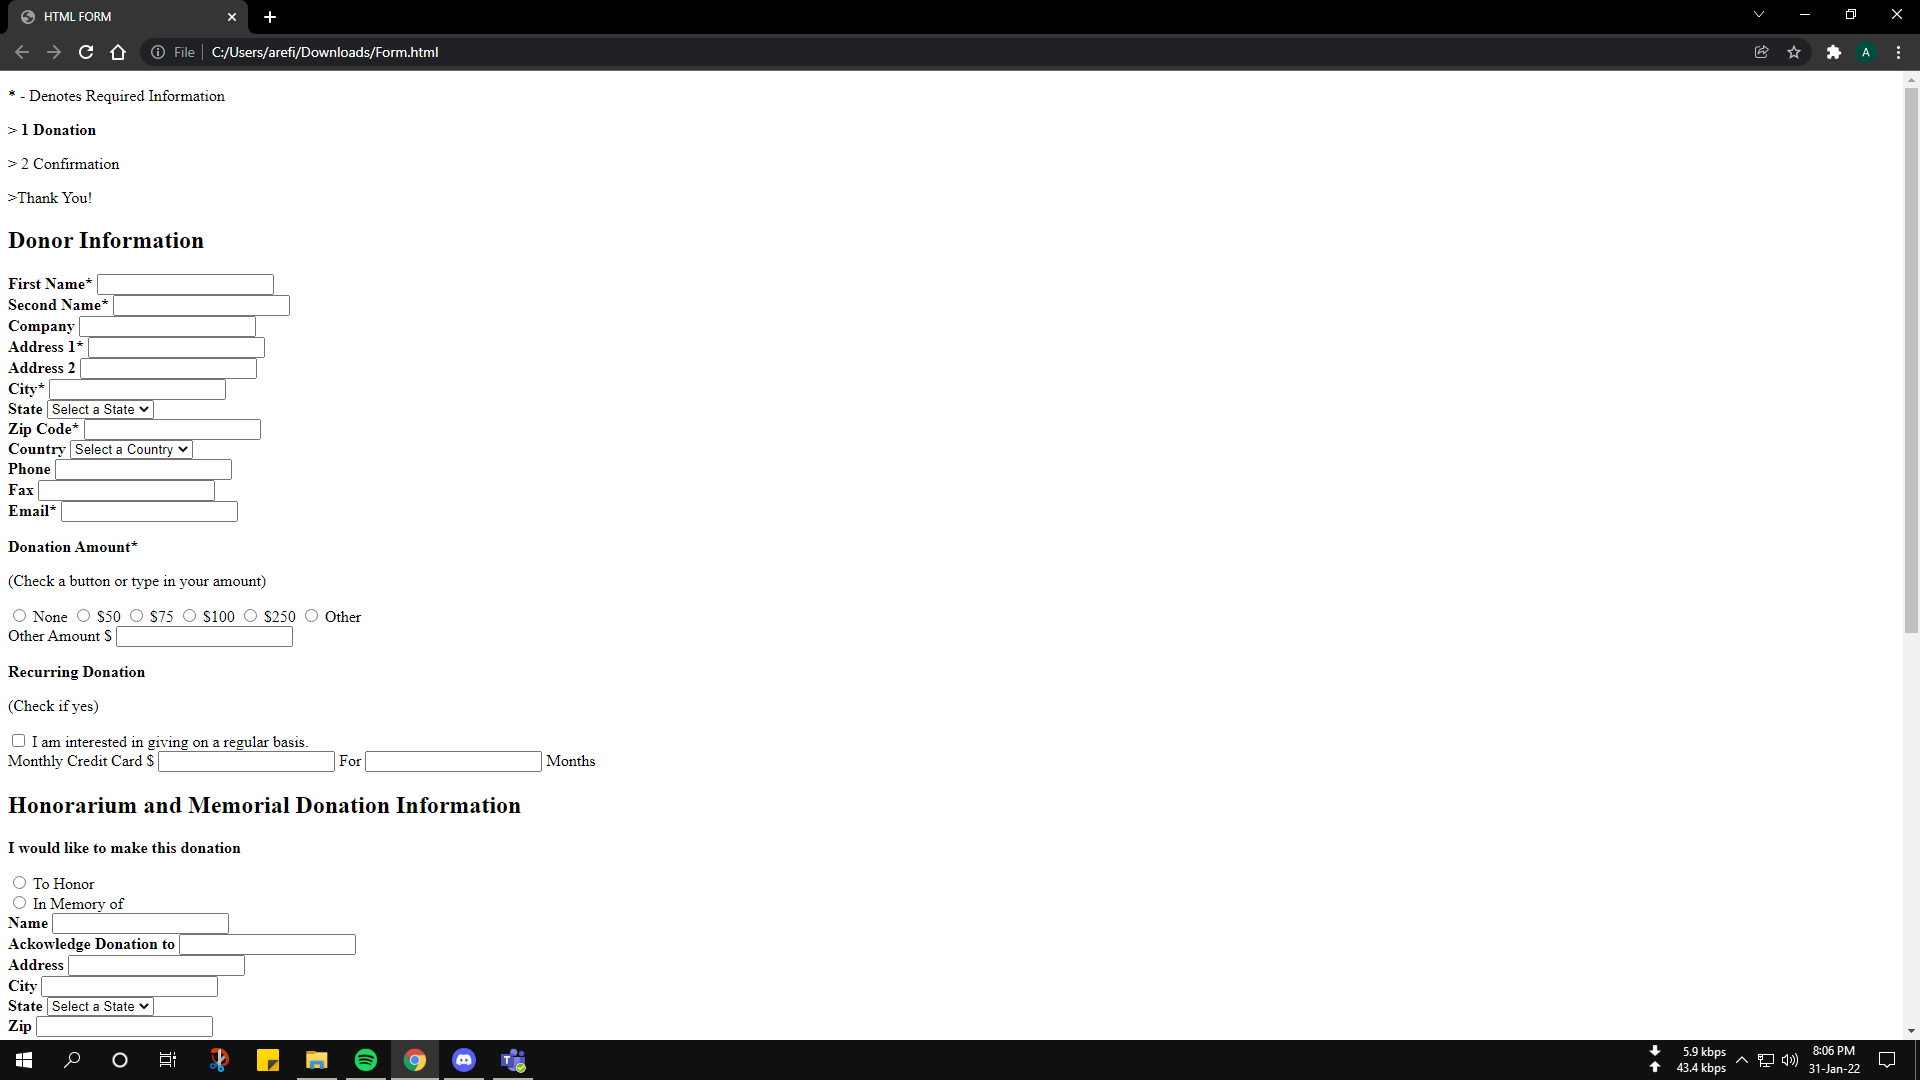 HTML FORM
File C:/Users/arefi/Downloads/Form.html
A
* - Denotes Required Information
> 1 Donation
> 2 Confirmation
>Thank You!
Donor Information
First Name*
Second Name*
Company
Address 1*
Address 2
City*
State Select a State
Zip Code*
Country Select a Country
Phone
Fax
Email*
Donation Amount*
(Check a button or type in your amount)
None $50 $75 $100 $250 Other
Other Amount $
Recurring Donation
(Check if yes)
I am interested in giving on a regular basis.
Monthly Credit Card $ For Months
Honorarium and Memorial Donation Information
I would like to make this donation
To Honor
In Memory of
Name
Ackowledge Donation to
Address
City
State Select a State
Zip
5.9 kbps
43.4 kbps
8:06 PM
31-Jan-22